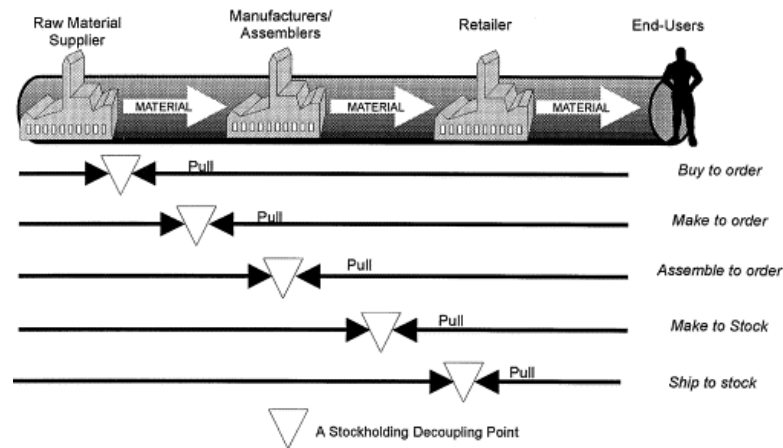 Raw Material
Supplier
Manufacturers/
Assemblers
Retailer
End-Users
MATERIAL
MATERIAL
MATERIAL
Pull
Buy to order
Pull
Make to order
Pull
Assemble to order
Pull
Make to Stock
Pull
Ship to stock
A Stockholding Decoupling Point